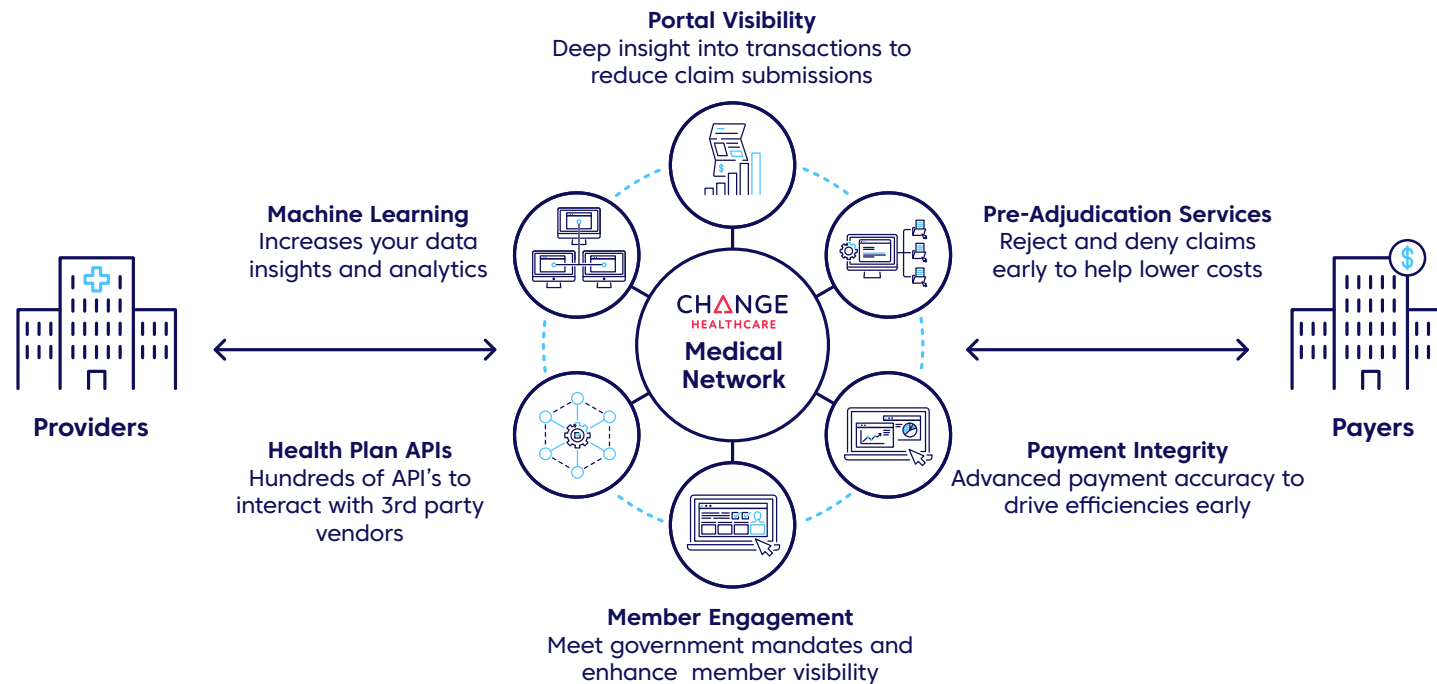 Portal Visibility
Deep insight into transactions to
reduce claim submissions
Machine Learning
Increases your data
insights and analytics
Pre-Adjudication Services
Reject and deny claims
early to help lower costs
$
$
CHANGE
HEALTHCARE
Medical
Network
Providers
Payers
Health Plan APIs
Hundreds of API's to
interact with 3rd party
vendors
Payment Integrity
Advanced payment accuracy to
drive efficiencies early
Member Engagement
Meet government mandates and
enhance  member visibility